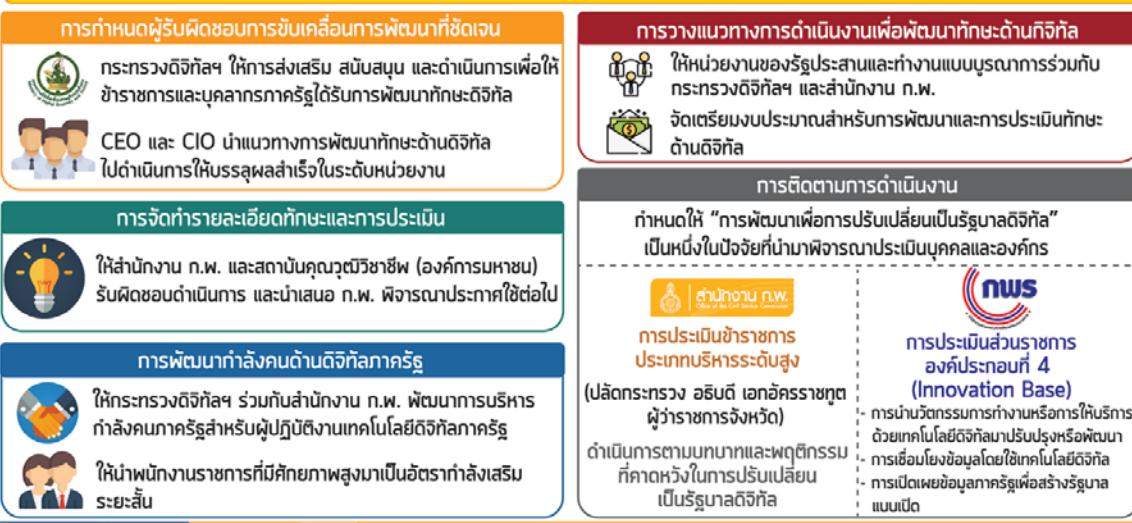 การกำหนดผู้รับผิดชอบการขับเคลื่อนการพัฒนาที่ชัดเจน
กระทรวงดิจิทัลฯ ให้การส่งเสริม สนับสนุน และดำเนินการเพื่อให้
ข้าราชการและบุคลากรภาครัฐได้รับการพัฒนาทักษะดิจิทัล
CEO และ CIO นำแนวทางการพัฒนาทักษะด้านดิจิทัล
ไปดำเนินการให้บรรลุผลสำเร็จในระดับหน่วยงาน
การจัดทำรายละเอียดทักษะและการประเมิน
ให้สำนักงาน ก.พ. และสถาบันคุณวุฒิวิชาชีพ (องค์การมหาชน)
รับผิดชอบดำเนินการ และนำเสนอ ก.พ. พิจารณาประกาศใช้ต่อไป
การพัฒนากำลังคนด้านดิจิทัลภาครัฐ
ให้กระทรวงดิจิทัลฯ ร่วมกับสำนักงาน ก.พ. พัฒนาการบริหาร
กำลังคนภาครัฐสำหรับผู้ปฏิบัติงานเทคโนโลยีดิจิทัลภาครัฐ
ให้นำพนักงานราชการที่มีศักยภาพสูงมาเป็นอัตรากำลังเสริม
ระยะสั้น
การวางแนวทางการดำเนินงานเพื่อพัฒนาทักษะด้านดิจิทัล
ให้หน่วยงานของรัฐประสานและทำงานแบบบูรณาการร่วมกับ
กระทรวงดิจิทัลฯ และสำนักงาน ก.พ.
จัดเตรียมงบประมาณสำหรับการพัฒนาและการประเมินทักษะ
ด้านดิจิทัล
การติดตามการดำเนินงาน
กำหนดให้ “การพัฒนาเพื่อการปรับเปลี่ยนเป็นรัฐบาลดิจิทัล”
เป็นหนึ่งในปัจจัยที่นำมาพิจารณาประเมินบุคคลและองค์กร
สำนักงาน ก.พ.
Office of the Civil Service Commission
การประเมินข้าราชการ
ประเภทบริหารระดับสูง
(ปลัดกระทรวง อธิบดี เอกอัครราชทูต
ผู้ว่าราชการจังหวัด)
ดำเนินการตามบทบาทและพฤติกรรม
ที่คาดหวังในการปรับเปลี่ยน
เป็นรัฐบาลดิจิทัล
กพร
การประเมินส่วนราชการ
องค์ประกอบที่ 4
(Innovation Base)
- การนำนวัตกรรมการทำงานหรือการให้บริการ
ด้วยเทคโนโลยีดิจิทัลมาปรับปรุงหรือพัฒนา
- การเชื่อมโยงข้อมูลโดยใช้เทคโนโลยีดิจิทัล
- การเปิดเผยข้อมูลภาครัฐเพื่อสร้างรัฐบาล
แบบเปิด